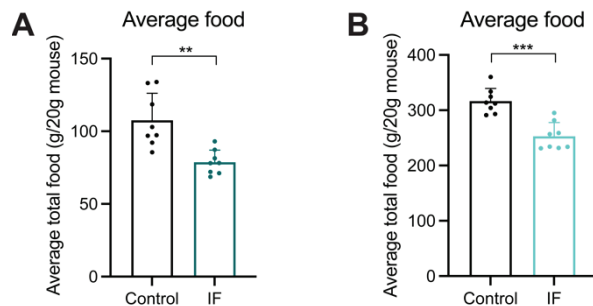 A
Average food
**
Average total food (g/20g mouse)
150
100
50
0
Control
IF
B
Average food
***
Average total food (g/20g mouse)
400
300
200
100
0
Control
IF